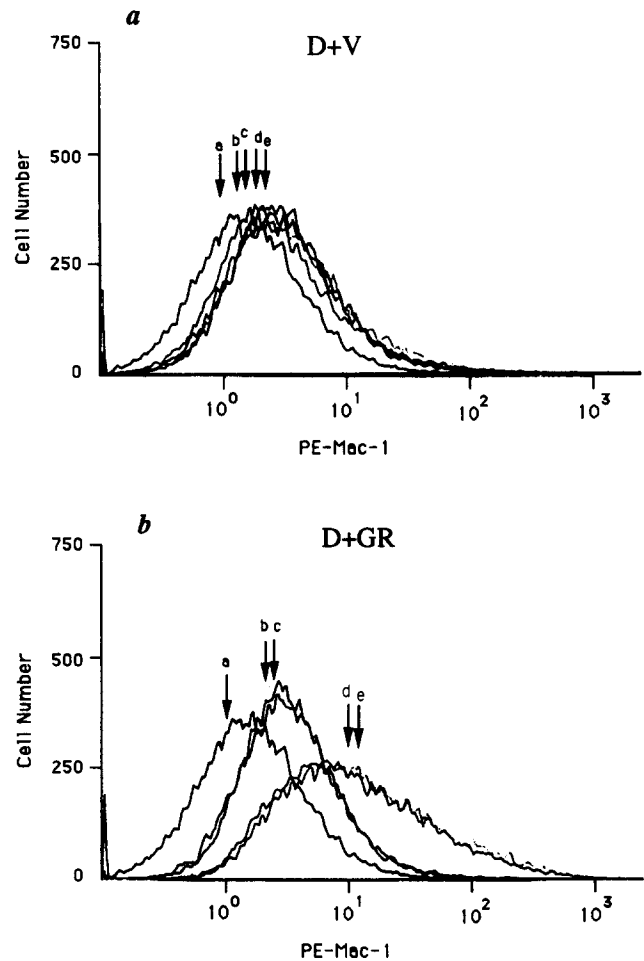 a
D+V
750
500
250
0
Cell Number
a
b
c
d
e
10⁰
10¹
10²
10³
PE-Mac-1
b
D+GR
750
500
250
0
Cell Number
a
b
c
d
e
10⁰
10¹
10²
10³
PE-Mac-1